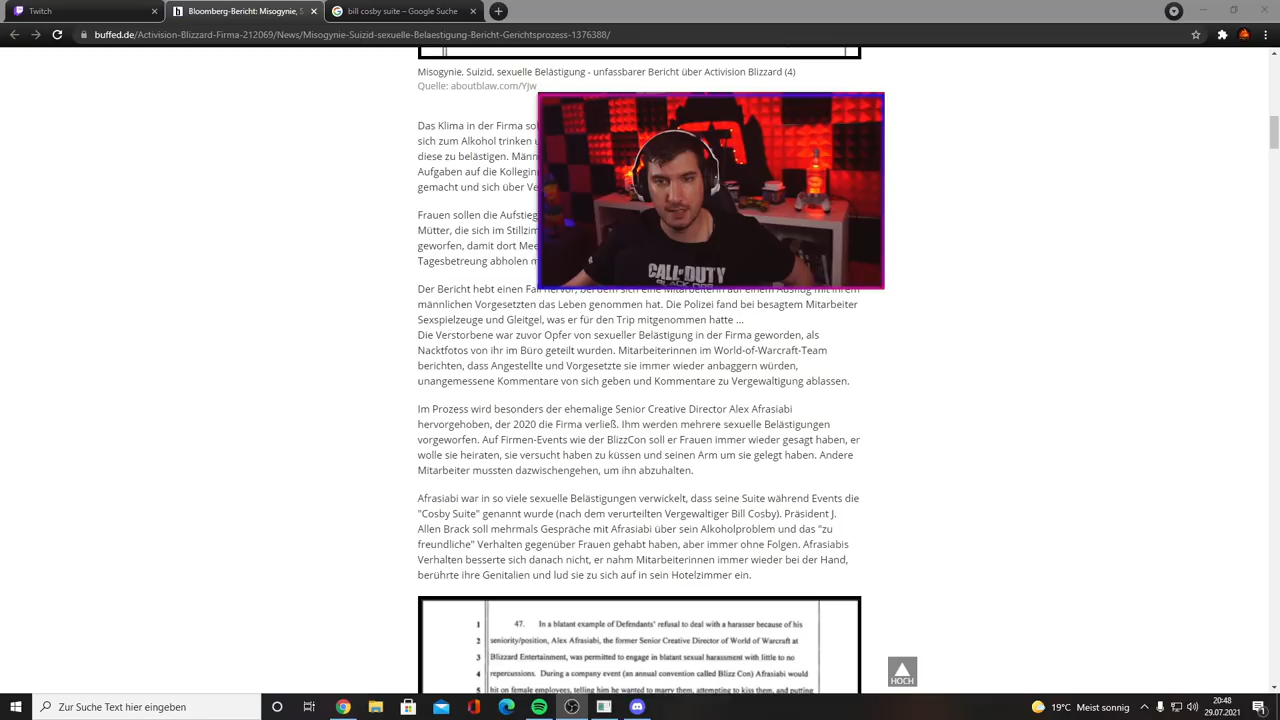 Twitch
Blomberg-Bericht: Misogynie, S
bill cosby suite – Google Suche
buffed.de/Activision-Blizzard-Firma-212069/News/Misogynie-Suizid-sexuelle-Belaestigung-Bericht-Gerichtsprozess-1376388/
Misogynie, Suizid, sexuelle Belästigung - unfassbarer Bericht über Activision Blizzard (4)
Quelle: aboutblaw.com/YJw
Das Klima in der Firma sol
sich zum Alkohol trinken u
diese zu belästigen. Männ
Aufgaben auf die Kollegin
gemacht und sich über Ve
Frauen sollen die Aufstieg
Mütter, die sich im Stillzim
geworfen, damit dort Mee
Tagesbetreung abholen m
CALL OF DUTY
BLACK OPS
Der Bericht hebt einen Fall hervor, bei dem sich eine Mitarbeiterin auf einem Ausflug mit ihrem
männlichen Vorgesetzten das Leben genommen hat. Die Polizei fand bei besagtem Mitarbeiter
Sexspielzeuge und Gleitgel, was er für den Trip mitgenommen hatte ...
Die Verstorbene war zuvor Opfer von sexueller Belästigung in der Firma geworden, als
Nacktfotos von ihr im Büro geteilt wurden. Mitarbeiterinnen im World-of-Warcraft-Team
berichten, dass Angestellte und Vorgesetzte sie immer wieder anbaggern würden,
unangemessene Kommentare von sich geben und Kommentare zu Vergewaltigung ablassen.
Im Prozess wird besonders der ehemalige Senior Creative Director Alex Afrasiabi
hervorgehoben, der 2020 die Firma verließ. Ihm werden mehrere sexuelle Belästigungen
vorgeworfen. Auf Firmen-Events wie der BlizzCon soll er Frauen immer wieder gesagt haben, er
wolle sie heiraten, sie versucht haben zu küssen und seinen Arm um sie gelegt haben. Andere
Mitarbeiter mussten dazwischengehen, um ihn abzuhalten.
Afrasiabi war in so viele sexuelle Belästigungen verwickelt, dass seine Suite während Events die
"Cosby Suite" genannt wurde (nach dem verurteilten Vergewaltiger Bill Cosby). Präsident J.
Allen Brack soll mehrmals Gespräche mit Afrasiabi über sein Alkoholproblem und das "zu
freundliche" Verhalten gegenüber Frauen gehabt haben, aber immer ohne Folgen. Afrasiabis
Verhalten besserte sich danach nicht, er nahm Mitarbeiterinnen immer wieder bei der Hand,
berührte ihre Genitalien und lud sie zu sich auf in sein Hotelzimmer ein.
1 47. In a blatant example of Defendants' refusal to deal with a harasser because of his
2 seniority/position, Alex Afrasiabi, the former Senior Creative Director of World of Warcraft at
3 Blizzard Entertainment, was permitted to engage in blatant sexual harassment with little to no
4 repercussions. During a company event (an annual convention called Blizz Con) Afrasiabi would
5 hit on female employees, telling him he wanted to marry them, attempting to kiss them, and putting
HOCH
Zur Suche Text hier eingeben
19°C Meist sonnig
20:48
29.07.2021